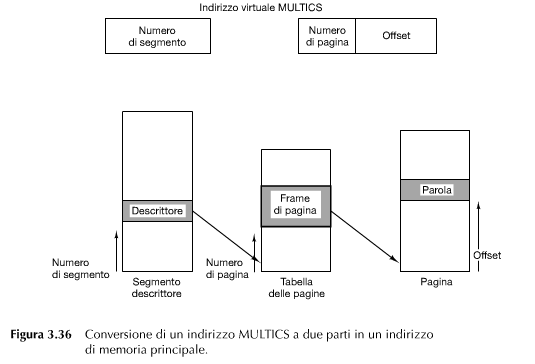 Indirizzo virtuale MULTICS
Numero
di segmento
Numero
di pagina
Offset
Descrittore
Frame
di pagina
Parola
Numero
di segmento
Numero
di pagina
Offset
Segmento
descrittore
Tabella
delle pagine
Pagina
Figura 3.36 Conversione di un indirizzo MULTICS a due parti in un indirizzo
di memoria principale.